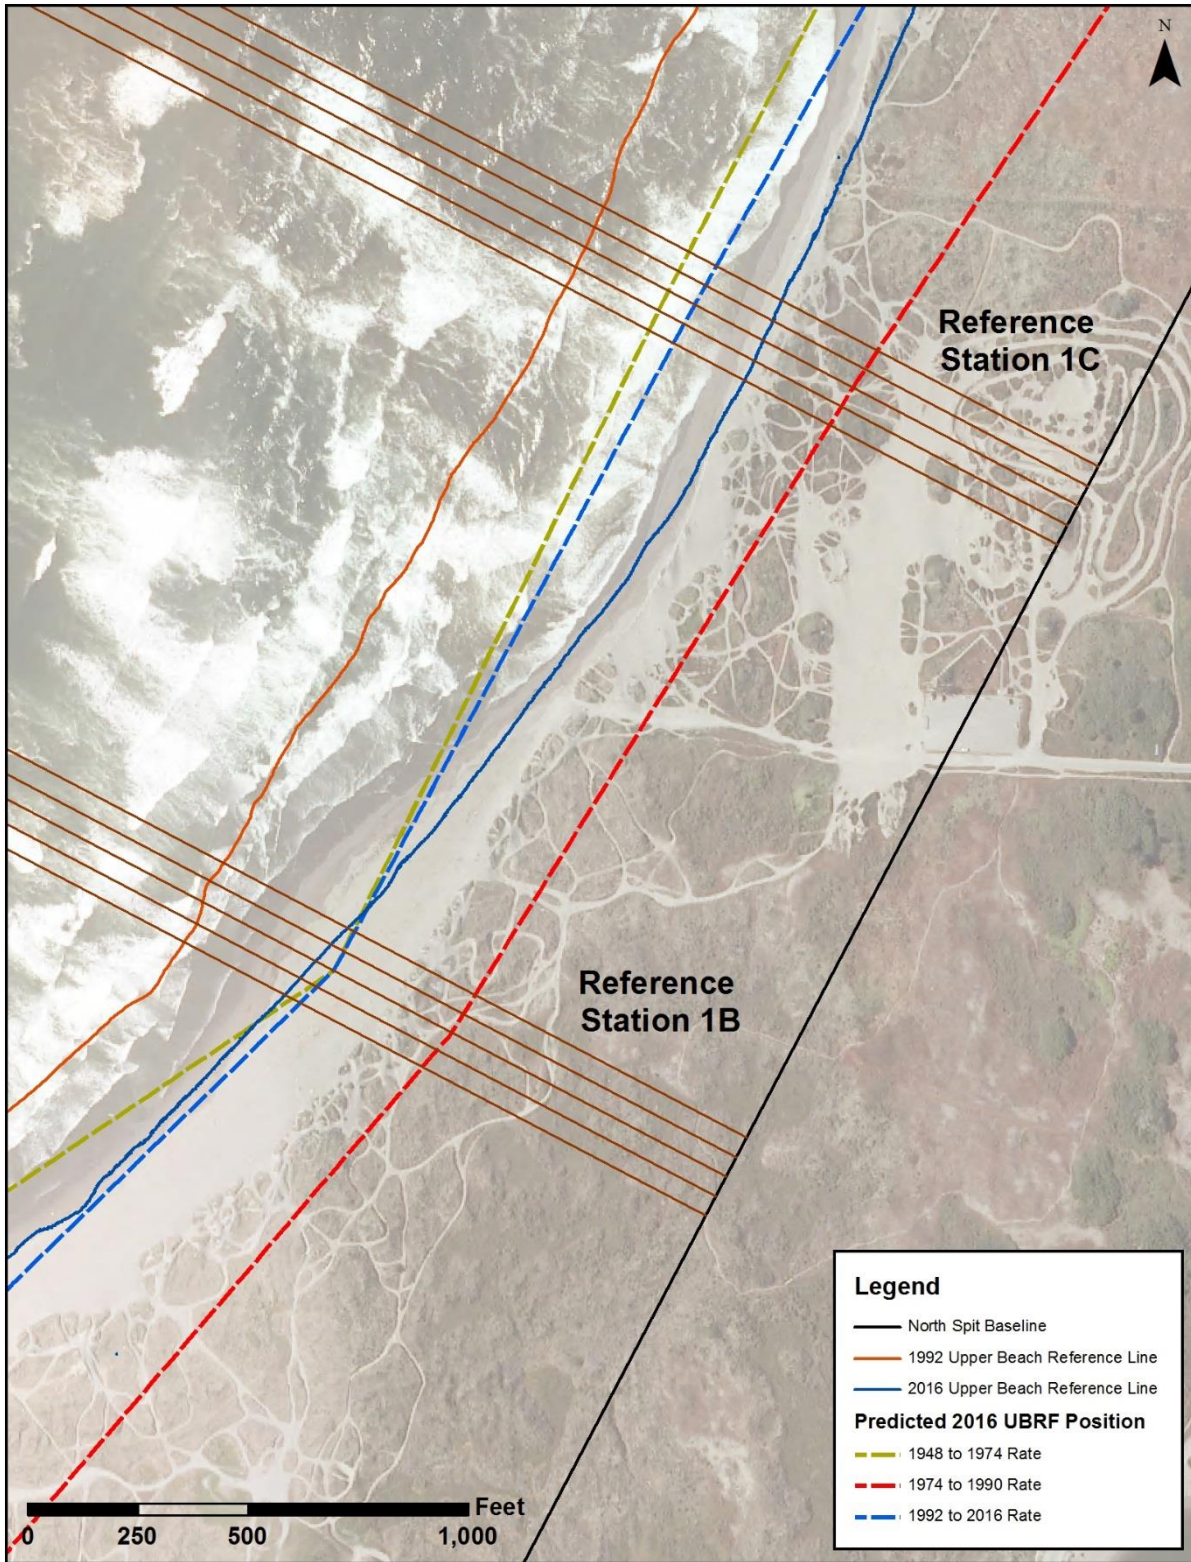 N
Reference
Station 1C
Reference
Station 1B
Legend
North Spit Baseline
1992 Upper Beach Reference Line
2016 Upper Beach Reference Line
Predicted 2016 UBRF Position
1948 to 1974 Rate
1974 to 1990 Rate
1992 to 2016 Rate
Feet
0 250 500 1,000